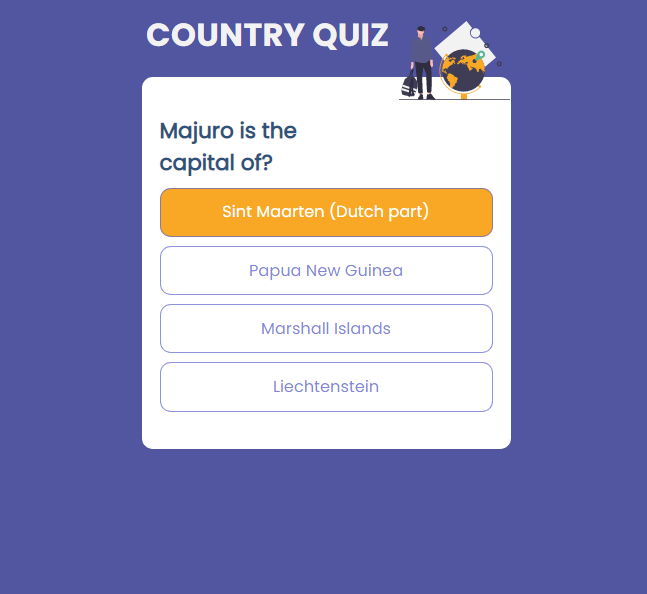 COUNTRY QUIZ
Majuro is the
capital of?
Sint Maarten (Dutch part)
Papua New Guinea
Marshall Islands
Liechtenstein